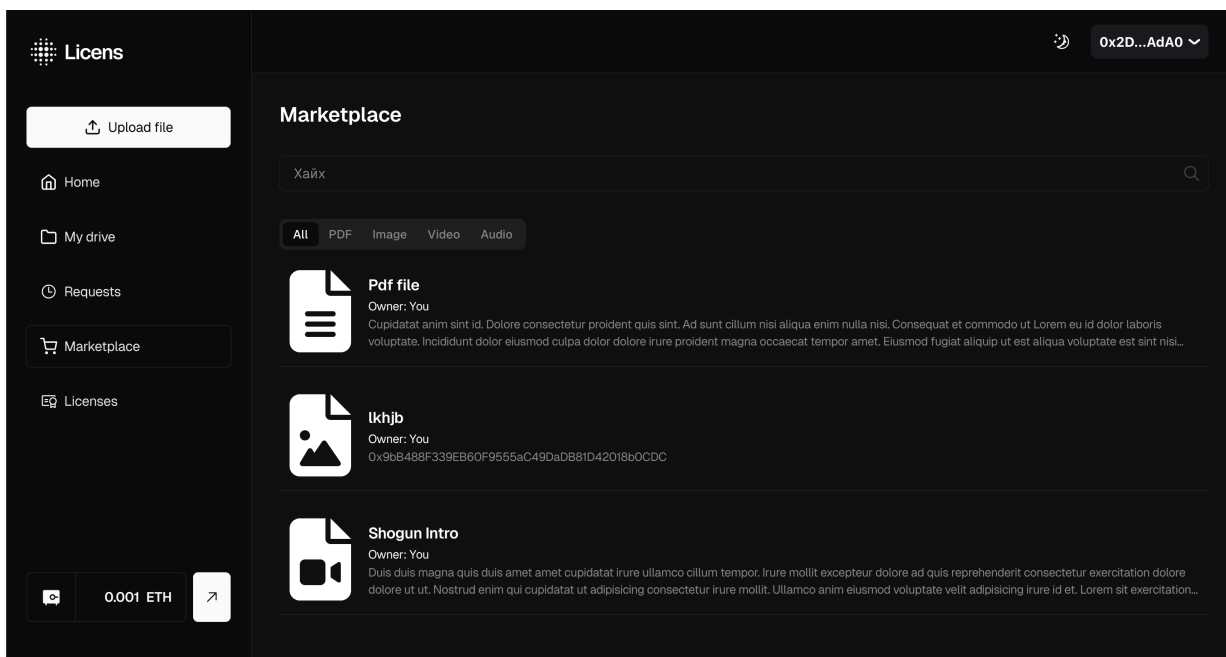 Licens
0x2D...AdA0
Upload file
Home
My drive
Requests
Marketplace
Licenses
0.001 ETH
Marketplace
Хайх
All PDF Image Video Audio
Pdf file
Owner: You
Cupidatat anim sint id. Dolore consectetur proident quis sint. Ad sunt cillum nisi aliqua enim nulla nisi. Consequat et commodo ut Lorem eu id dolor laboris
voluptate. Incididunt dolor eiusmod culpa dolor dolore irure proident magna occaecat tempor amet. Eiusmod fugiat aliquip ut est aliqua voluptate est sint nisi...
lkhjb
Owner: You
0x9bB488F339EB60F9555aC49DaDB81D42018b0CDC
Shogun Intro
Owner: You
Duis duis magna quis duis amet amet cupidatat irure ullamco cillum tempor. Irure mollit excepteur dolore ad quis reprehenderit consectetur exercitation dolore
dolore ut ut. Nostrud enim qui cupidatat ut adipisicing consectetur irure mollit. Ullamco anim eiusmod voluptate velit adipisicing irure id et. Lorem sit exercitation...